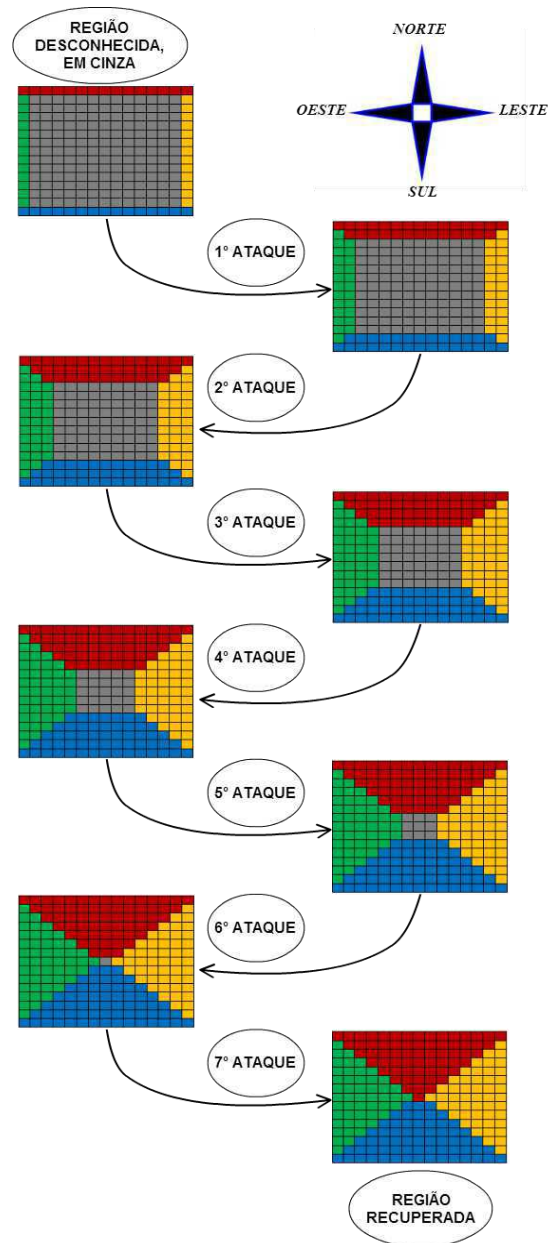 REGIÃO
DESCONHECIDA,
EM CINZA
NORTE
OESTE
LESTE
SUL
1° ATAQUE
2° ATAQUE
3° ATAQUE
4° ATAQUE
5° ATAQUE
6° ATAQUE
7° ATAQUE
REGIÃO
RECUPERADA